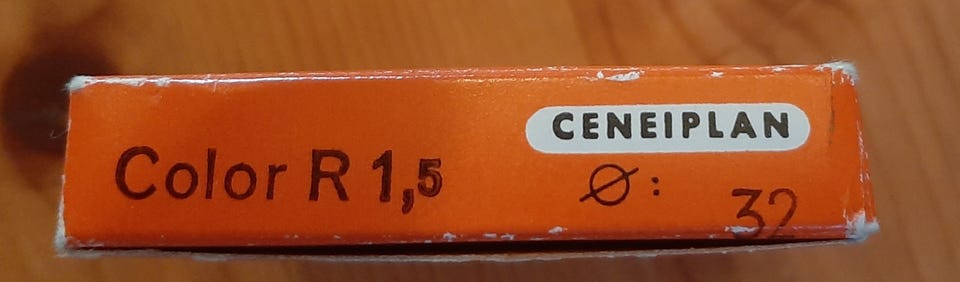 CENEIPLAN
Color R 1,5
Ø: 32